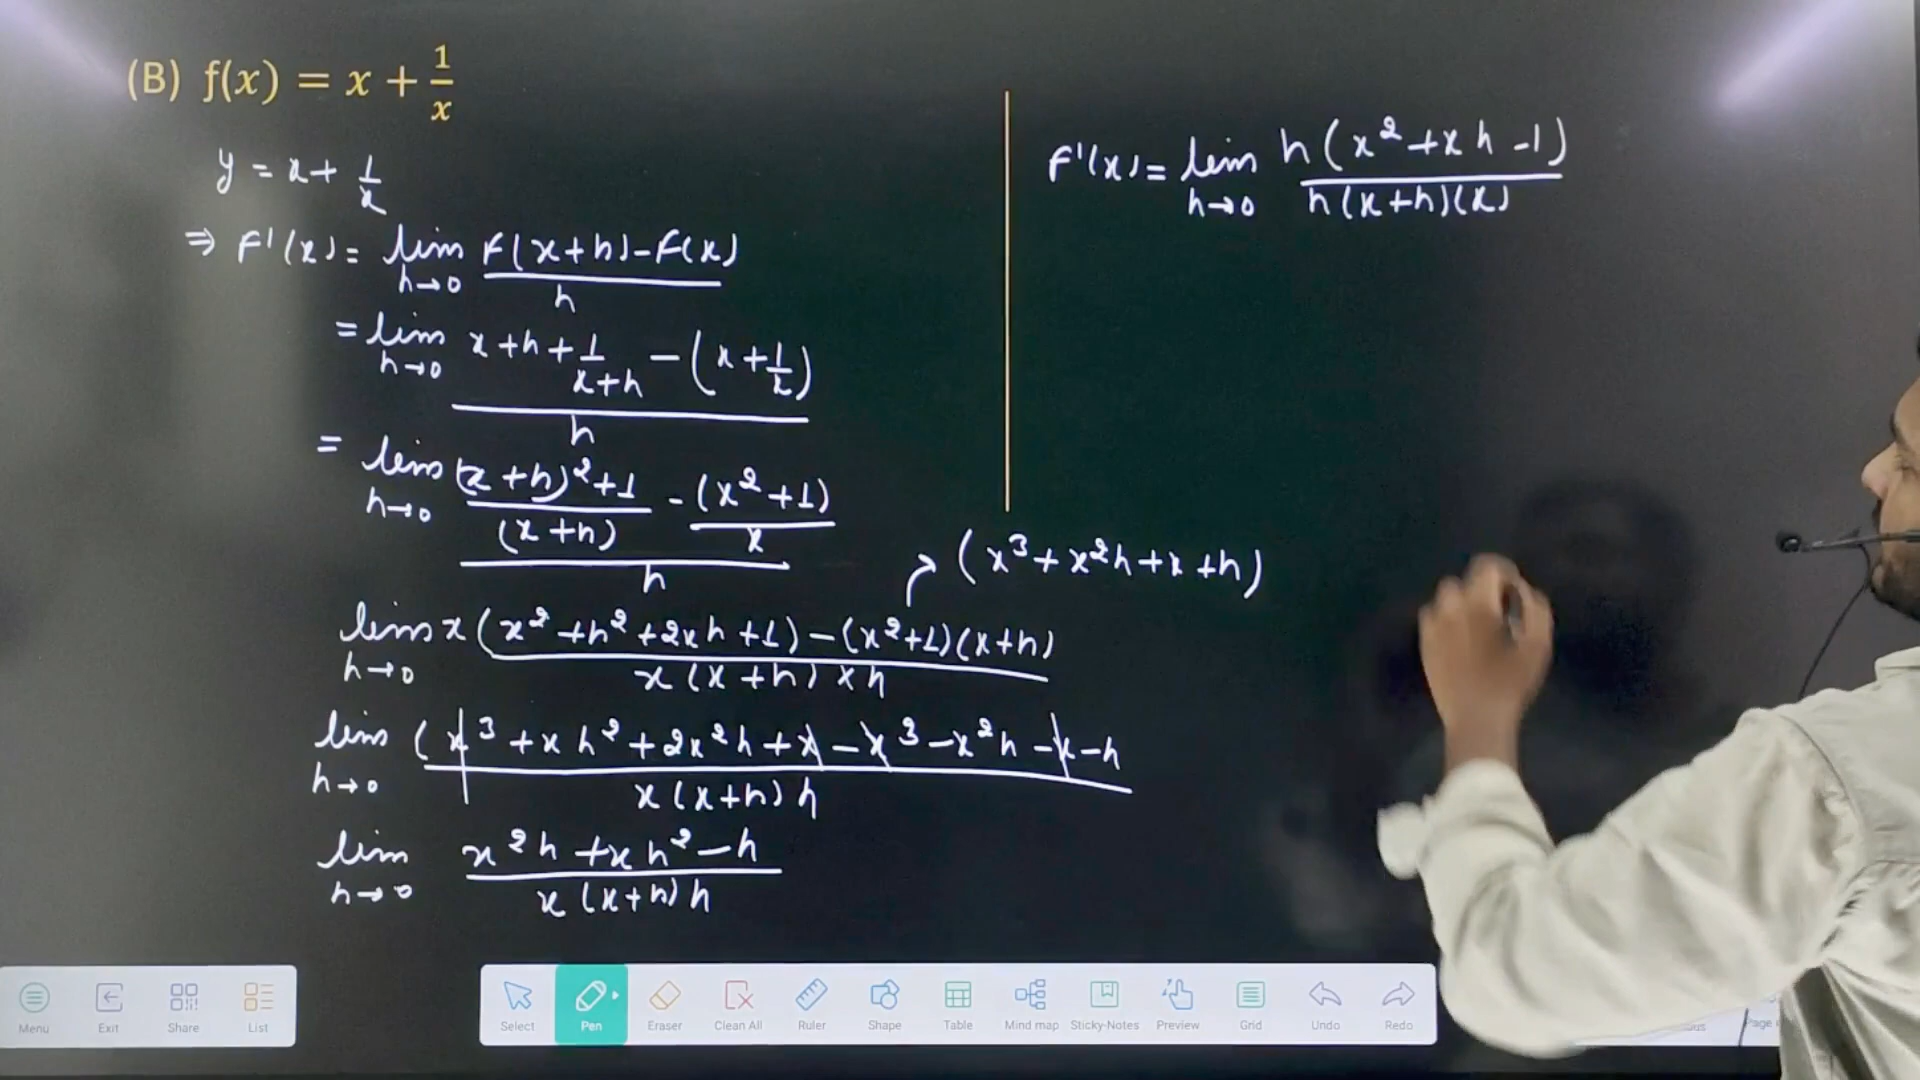 (B) f(x) = x + 1/x
y = x + 1/x
⇒ F'(x) = lim h→0 F(x+h) - F(x) / h
= lim h→0 x+h+1/x+h - (x+1/x) / h
= lim h→0 (x+h)²+1/(x+h) - (x²+1)/x / h
(x³+x²h+x+h)
lim h→0 x(x²+h²+2xh+1) - (x²+1)(x+h) / x(x+h)×h
lim h→0 (x³+xh²+2x²h+x-x³-x²h-x-h / x(x+h)h
lim h→0 x²h+xh²-h / x(x+h)h
F'(x) = lim h→0 h(x²+xh-1) / h(x+h)(x)
Menu Exit Share List
Select Pen Eraser Clean All Ruler Shape Table Mind map Sticky-Notes Preview Grid Undo Redo
Page